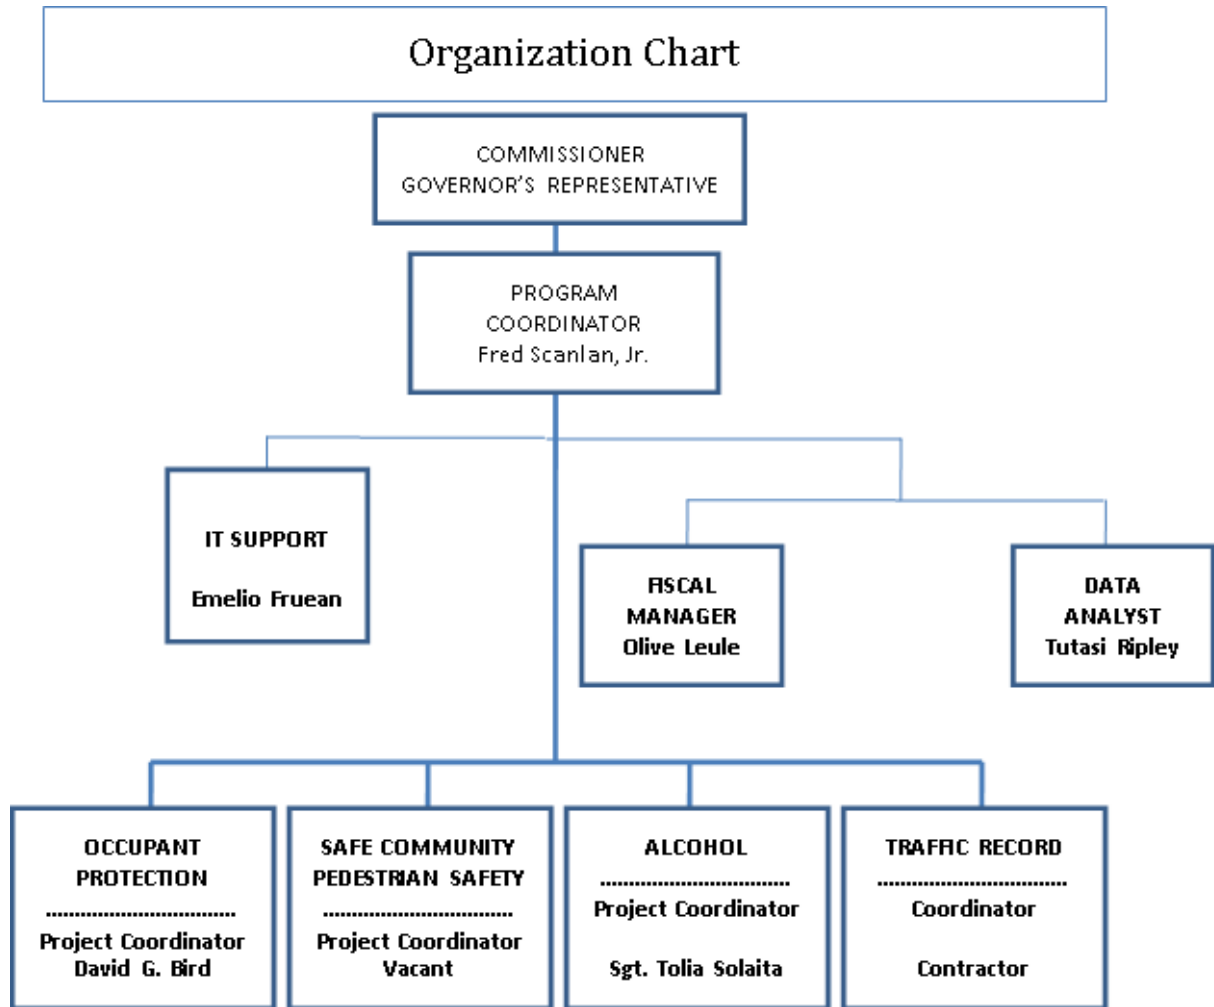 Organization Chart
COMMISSIONER
GOVERNOR'S REPRESENTATIVE
PROGRAM
COORDINATOR
Fred Scanlan, Jr.
IT SUPPORT
Emelio Fruean
FISCAL
MANAGER
Olive Leule
DATA
ANALYST
Tutasi Ripley
OCCUPANT
PROTECTION
.................................
Project Coordinator
David G. Bird
SAFE COMMUNITY
PEDESTRIAN SAFETY
.................................
Project Coordinator
Vacant
ALCOHOL
.................................
Project Coordinator
Sgt. Tolia Solaita
TRAFFIC RECORD
.................................
Coordinator
Contractor